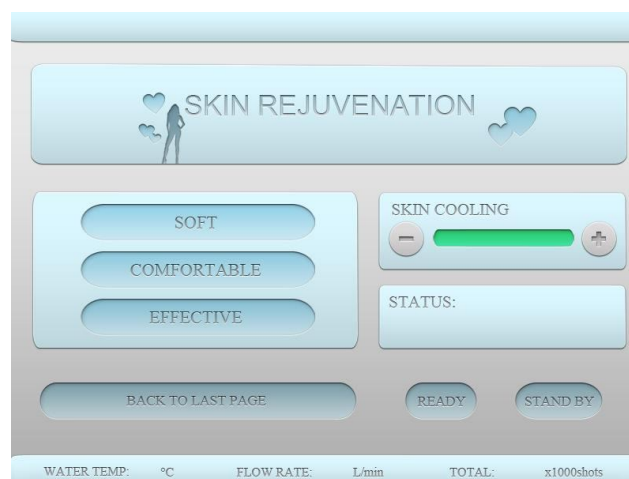 SKIN REJUVENATION
SOFT
COMFORTABLE
EFFECTIVE
SKIN COOLING
- +
STATUS:
BACK TO LAST PAGE
READY
STAND BY
WATER TEMP: °C FLOW RATE: L/min TOTAL: x1000shots